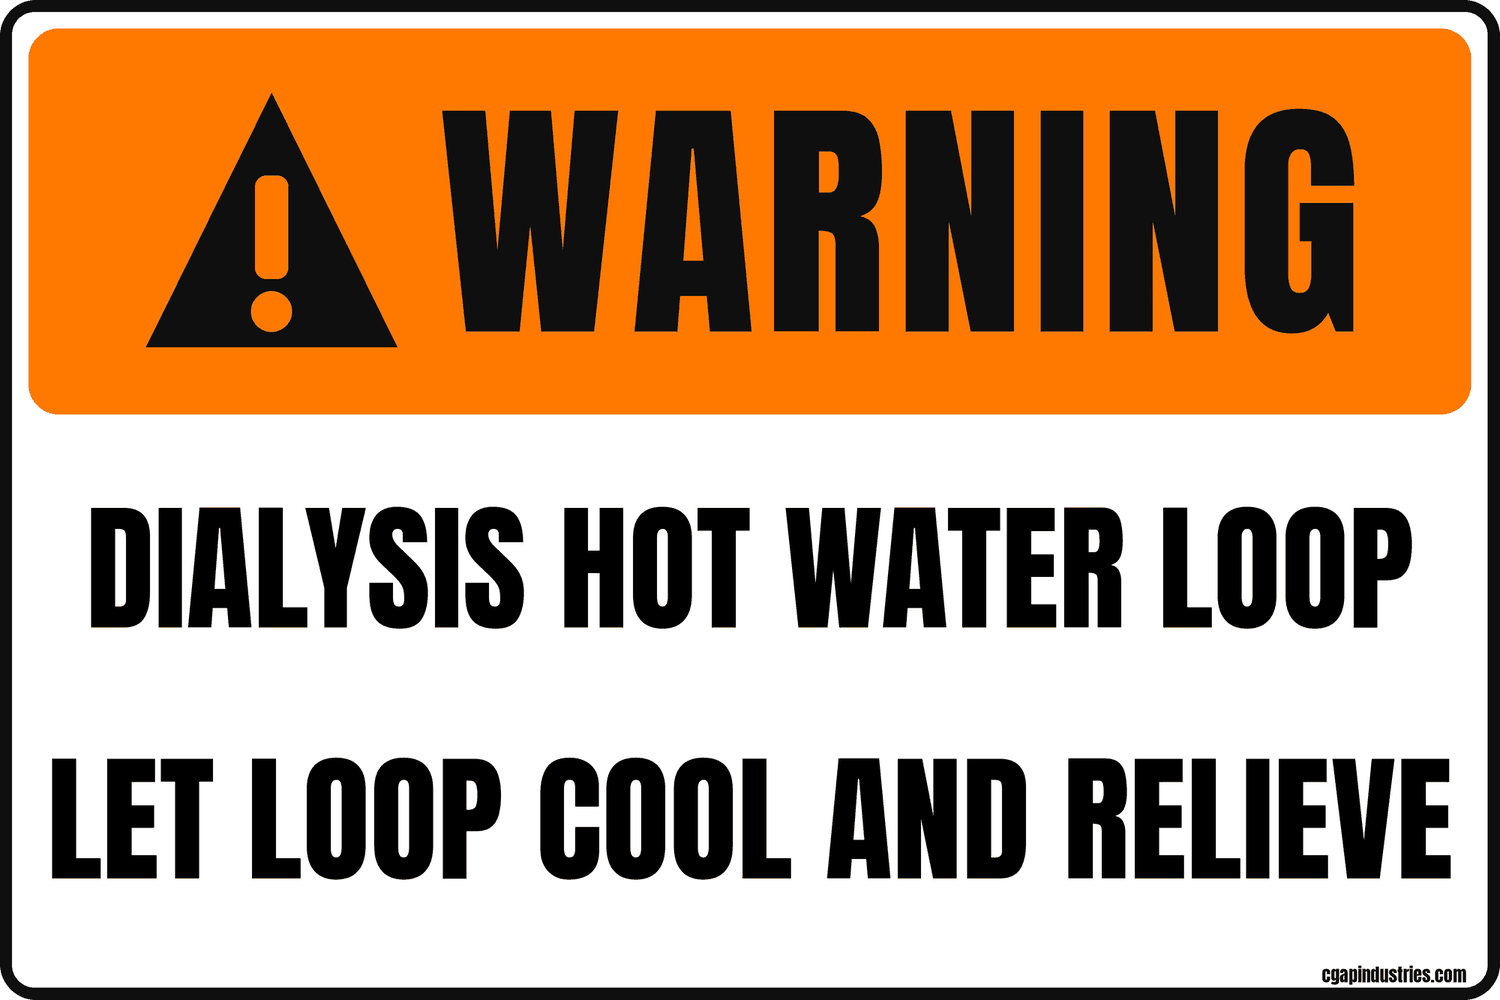 WARNING
DIALYSIS HOT WATER LOOP
LET LOOP COOL AND RELIEVE
cgapindustries.com